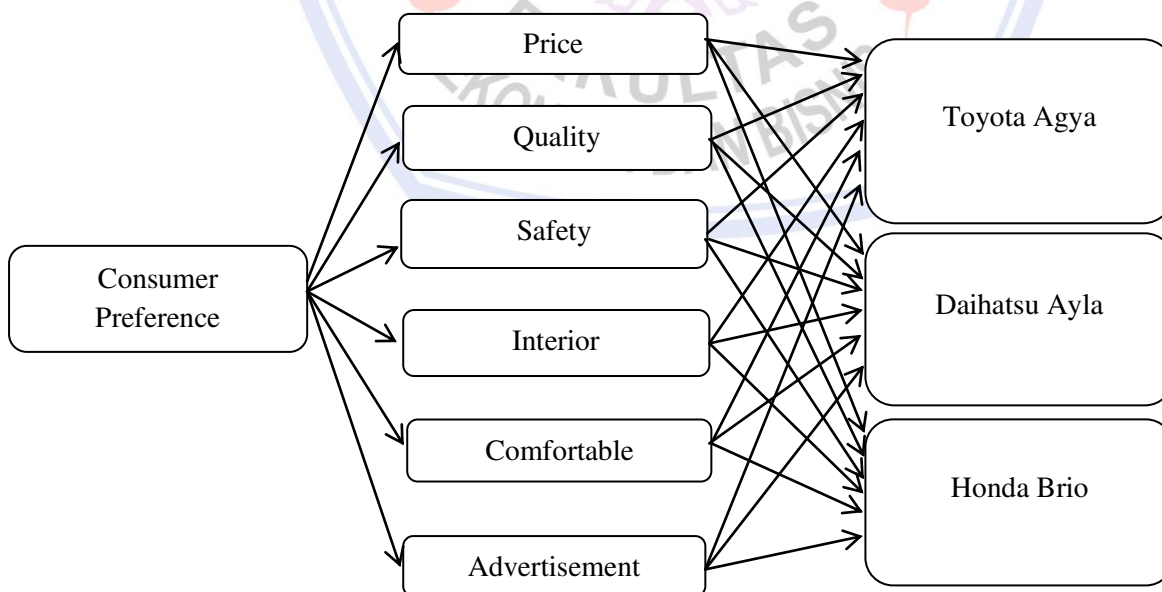 Price
Quality
Safety
Interior
Comfortable
Advertisement
Consumer
Preference
Toyota Agya
Daihatsu Ayla
Honda Brio